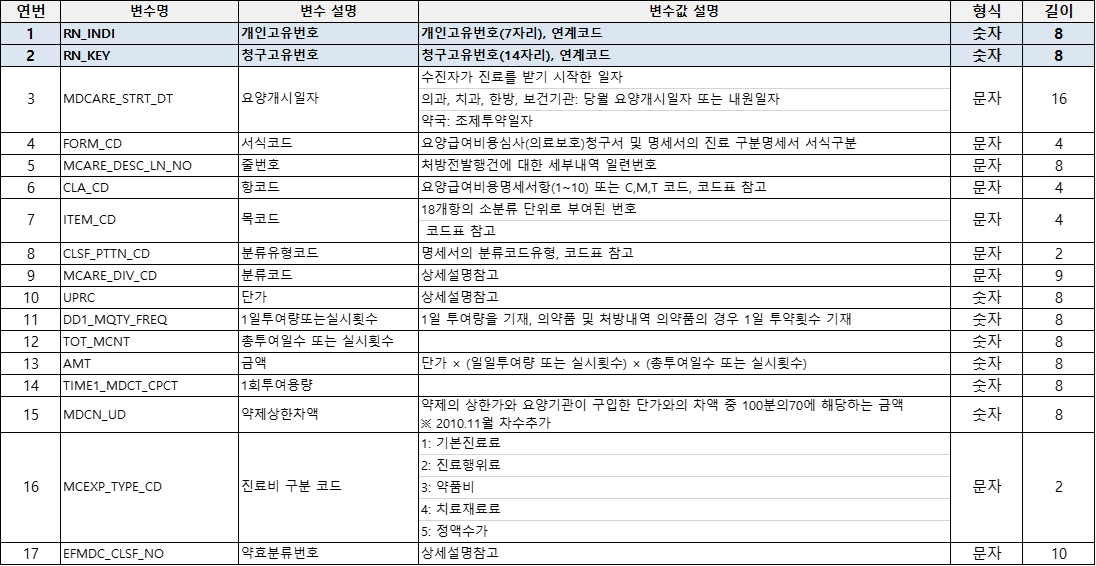 연번 변수명 변수 설명 변수값 설명 형식 길이
1 RN_INDI 개인고유번호 개인고유번호(7자리), 연계코드 숫자 8
2 RN_KEY 청구고유번호 청구고유번호(14자리), 연계코드 숫자 8
수진자가 진료를 받기 시작한 일자
3 MDCARE_STRT_DT 요양개시일자 의과, 치과, 한방, 보건기관: 당월 요양개시일자 또는 내원일자 문자 16
약국: 조제투약일자
4 FORM_CD 서식코드 요양급여비용심사(의료보호)청구서 및 명세서의 진료 구분명세서 서식구분 문자 4
5 MCARE_DESC_LN_NO 줄번호 처방전발행건에 대한 세부내역 일련번호 문자 8
6 CLA_CD 항코드 요양급여비용명세서항(1~10) 또는 C,M,T 코드, 코드표 참고 문자 4
18개항의 소분류 단위로 부여된 번호
7 ITEM_CD 목코드 문자 4
코드표 참고
8 CLSF_PTTN_CD 분류유형코드 명세서의 분류코드유형, 코드표 참고 문자 2
9 MCARE_DIV_CD 분류코드 상세설명참고 문자 9
10 UPRC 단가 상세설명참고 숫자 8
11 DD1_MQTY_FREQ 1일투여량또는실시횟수 1일 투여량을 기재, 의약품 및 처방내역 의약품의 경우 1일 투약횟수 기재 숫자 8
12 TOT_MCNT 총투여일수 또는 실시횟수 숫자 8
13 AMT 금액 단가 × (일일투여량 또는 실시횟수) × (총투여일수 또는 실시횟수) 숫자 8
14 TIME1_MDCT_CPCT 1회투여용량 숫자 8
약제의 상한가와 요양기관이 구입한 단가와의 차액 중 100분의70에 해당하는 금액
15 MDCN_UD 약제상한차액 숫자 8
※ 2010.11월 차수추가
1: 기본진료료
2: 진료행위료
16 MCEXP_TYPE_CD 진료비 구분 코드 3: 약품비 문자 2
4: 치료재료료
5: 정액수가
17 EFMDC_CLSF_NO 약효분류번호 상세설명참고 문자 10